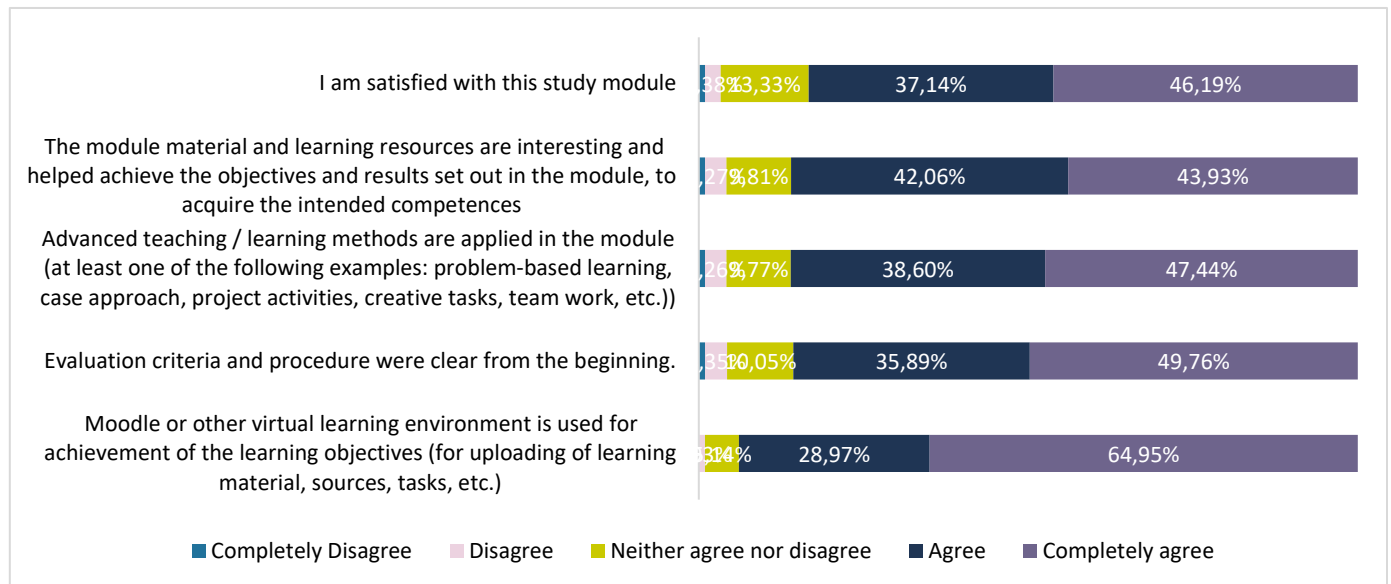 I am satisfied with this study module
13,33%
37,14%
46,19%
The module material and learning resources are interesting and
helped achieve the objectives and results set out in the module, to
acquire the intended competences
42,06%
43,93%
Advanced teaching / learning methods are applied in the module
(at least one of the following examples: problem-based learning,
case approach, project activities, creative tasks, team work, etc.))
38,60%
47,44%
Evaluation criteria and procedure were clear from the beginning.
10,05%
35,89%
49,76%
Moodle or other virtual learning environment is used for
achievement of the learning objectives (for uploading of learning
material, sources, tasks, etc.)
28,97%
64,95%
Completely Disagree
Disagree
Neither agree nor disagree
Agree
Completely agree